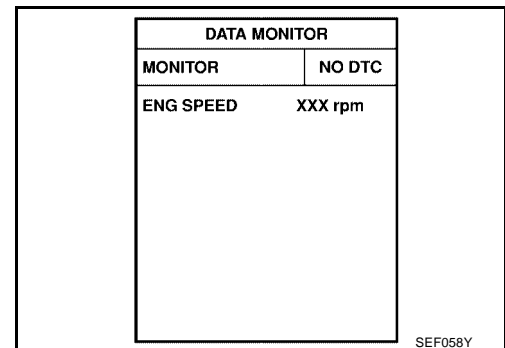 DATA MONITOR
MONITOR NO DTC
ENG SPEED XXX rpm
SEF058Y